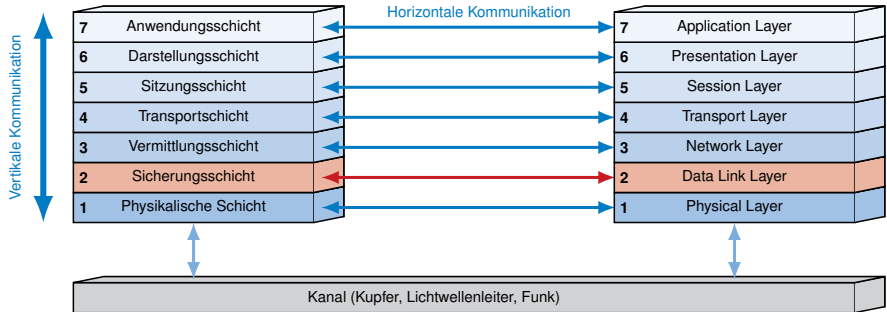 Horizontale Kommunikation
Vertikale Kommunikation
7 Anwendungsschicht
6 Darstellungsschicht
5 Sitzungsschicht
4 Transportschicht
3 Vermittlungsschicht
2 Sicherungsschicht
1 Physikalische Schicht
7 Application Layer
6 Presentation Layer
5 Session Layer
4 Transport Layer
3 Network Layer
2 Data Link Layer
1 Physical Layer
Kanal (Kupfer, Lichtwellenleiter, Funk)